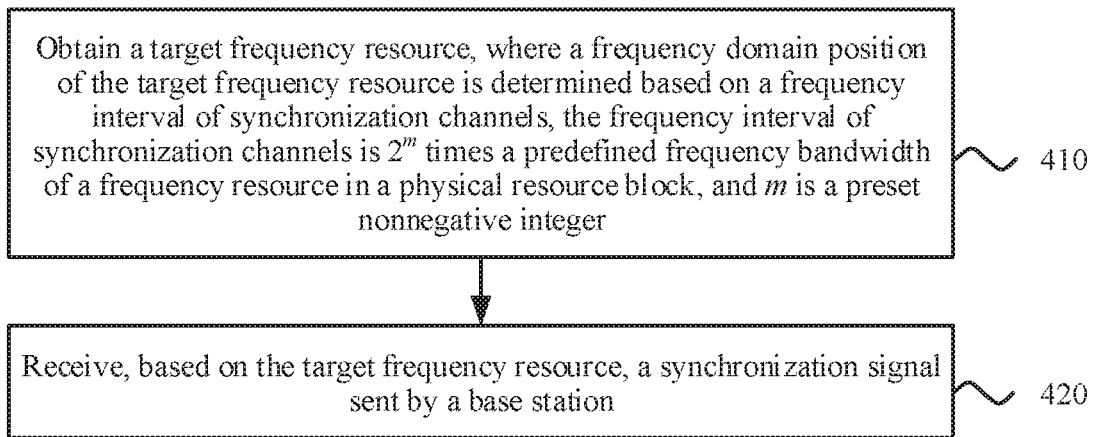 Obtain a target frequency resource, where a frequency domain position
of the target frequency resource is determined based on a frequency
interval of synchronization channels, the frequency interval of
synchronization channels is 2^m times a predefined frequency bandwidth
of a frequency resource in a physical resource block, and m is a preset
nonnegative integer
410
Receive, based on the target frequency resource, a synchronization signal
sent by a base station
420